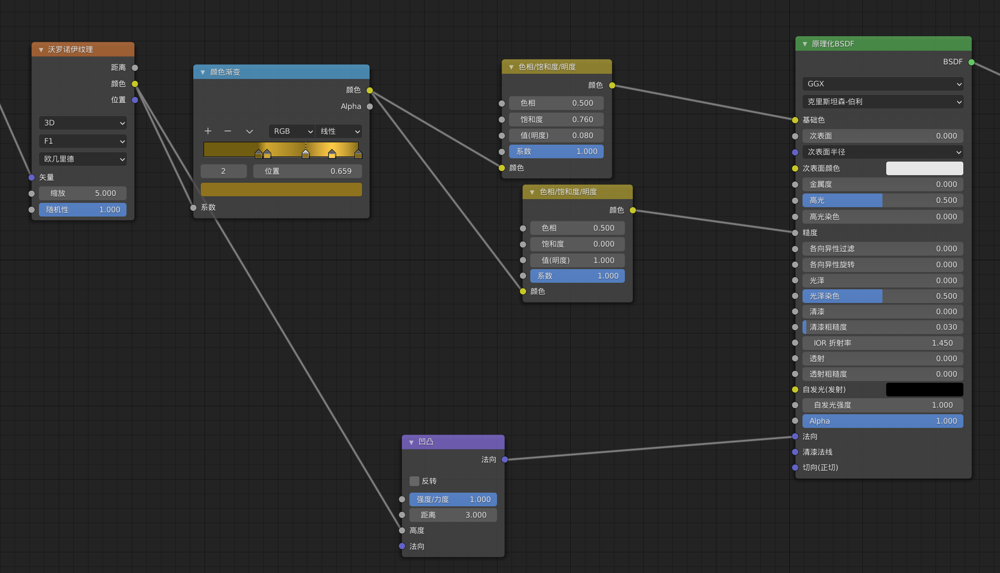 沃罗诺伊纹理
距离
颜色
位置
3D
F1
欧几里德
矢量
缩放 5.000
随机性 1.000
颜色渐变
颜色
Alpha
RGB 线性
2 位置 0.659
系数
色相/饱和度/明度
颜色
色相 0.500
饱和度 0.760
值(明度) 0.080
系数 1.000
颜色
色相/饱和度/明度
颜色
色相 0.500
饱和度 0.000
值(明度) 1.000
系数 1.000
颜色
凹凸
法向
反转
强度/力度 1.000
距离 3.000
高度
法向
原理化BSDF
BSDF
GGX
克里斯坦森-伯利
基础色
次表面 0.000
次表面半径
次表面颜色
金属度 0.000
高光 0.500
高光染色 0.000
糙度
各向异性过滤 0.000
各向异性旋转 0.000
光泽 0.000
光泽染色 0.500
清漆 0.000
清漆粗糙度 0.030
IOR 折射率 1.450
透射 0.000
透射粗糙度 0.000
自发光(发射)
自发光强度 1.000
Alpha 1.000
法向
清漆法线
切向(正切)